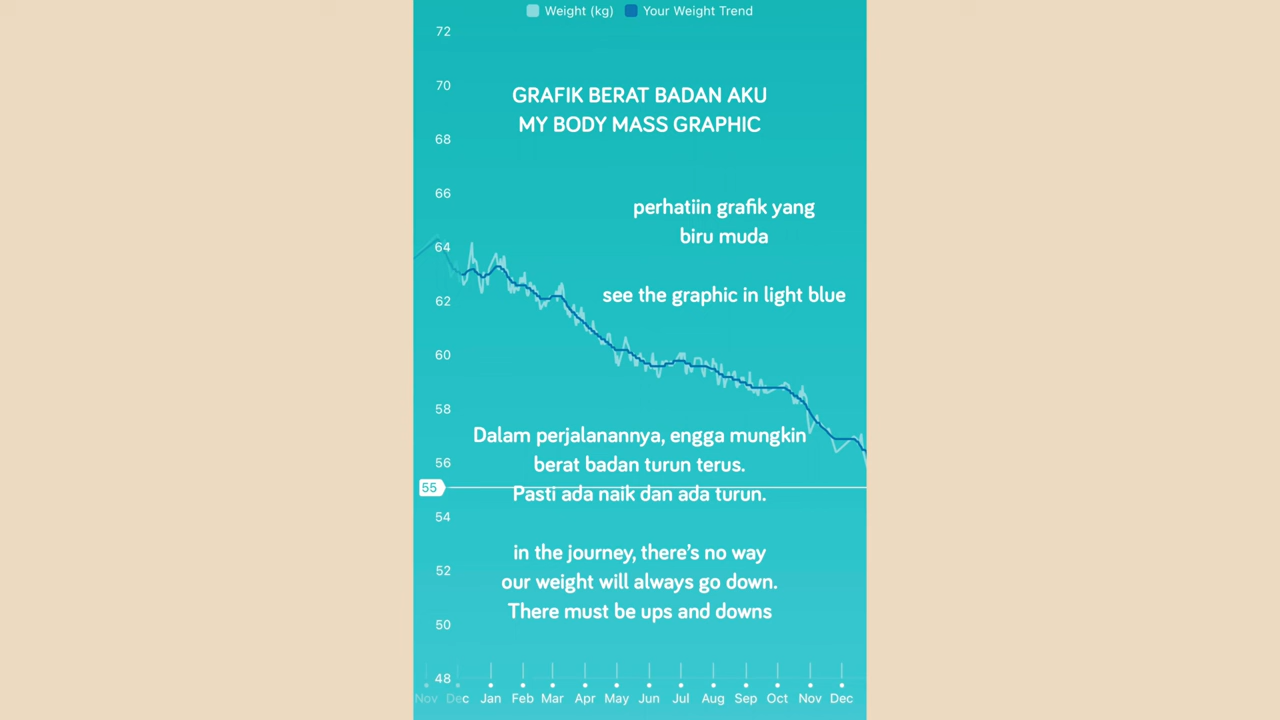 Weight (kg) Your Weight Trend
72
70
GRAFIK BERAT BADAN AKU
MY BODY MASS GRAPHIC
68
66
perhatiin grafik yang
biru muda
64
see the graphic in light blue
62
60
58
Dalam perjalanannya, engga mungkin
berat badan turun terus.
56
55
Pasti ada naik dan ada turun.
54
in the journey, there's no way
52
our weight will always go down.
There must be ups and downs
50
48
Nov Dec Jan Feb Mar Apr May Jun Jul Aug Sep Oct Nov Dec